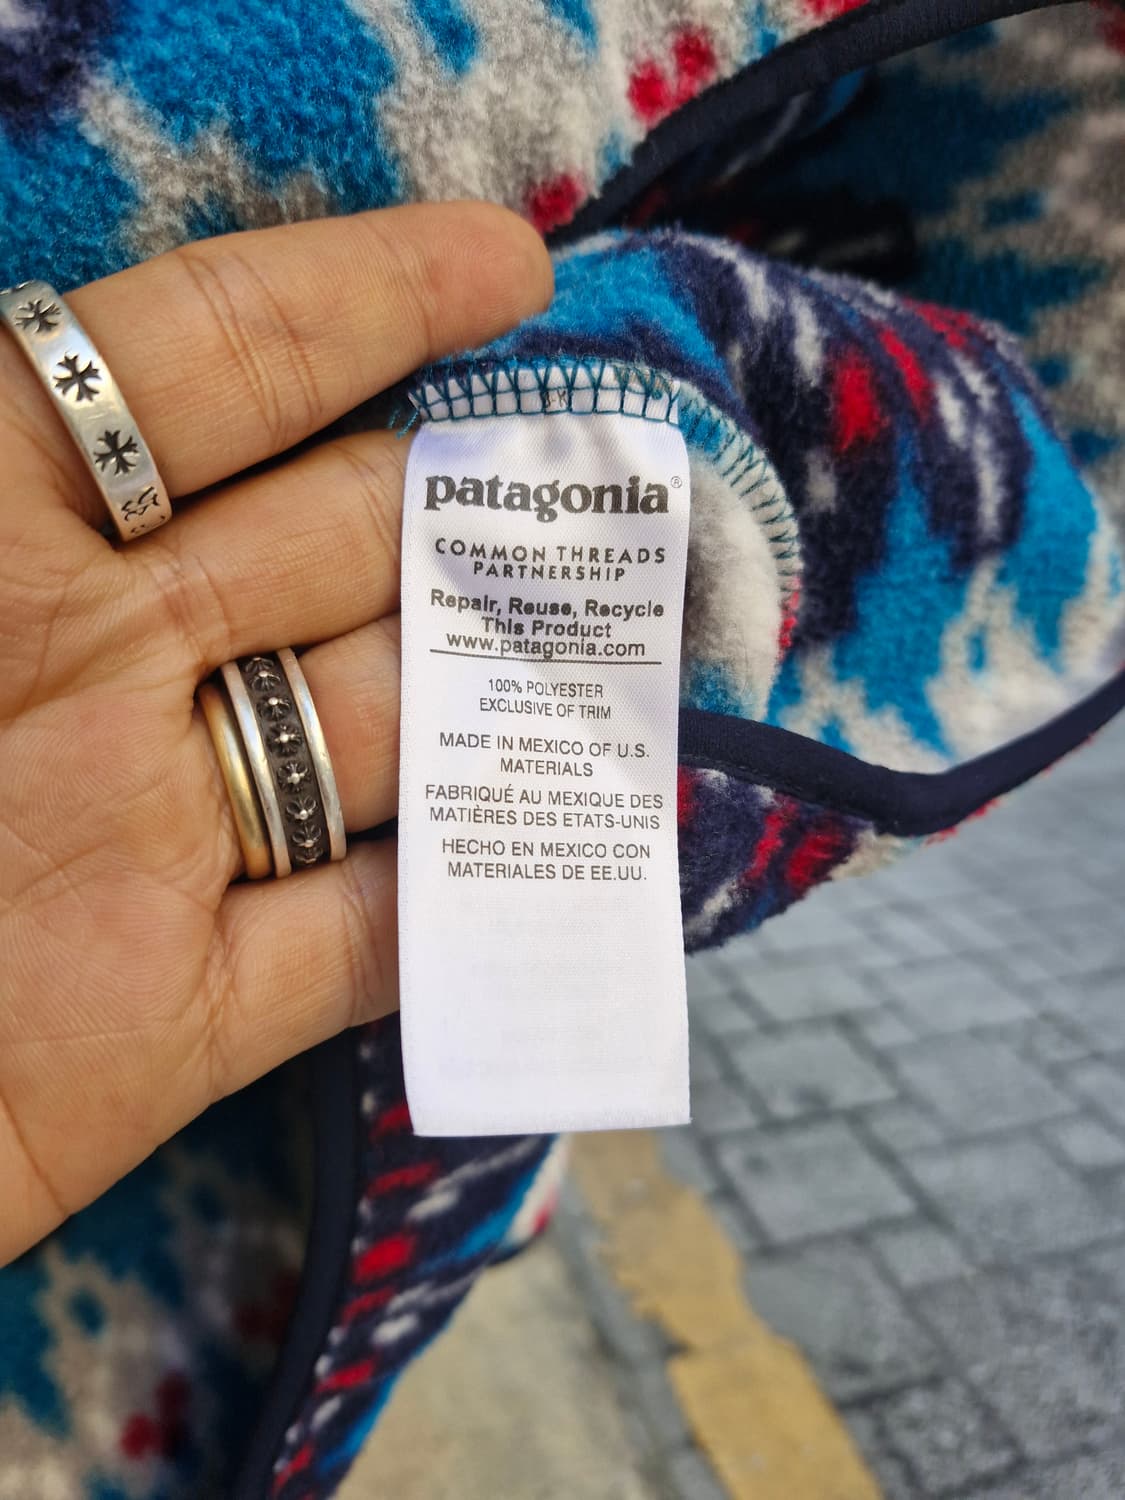 patagonia®
COMMON THREADS
PARTNERSHIP
Repair, Reuse, Recycle
This Product
www.patagonia.com
100% POLYESTER
EXCLUSIVE OF TRIM
MADE IN MEXICO OF U.S.
MATERIALS
FABRIQUÉ AU MEXIQUE DES
MATIÈRES DES ETATS-UNIS
HECHO EN MEXICO CON
MATERIALES DE EE.UU.